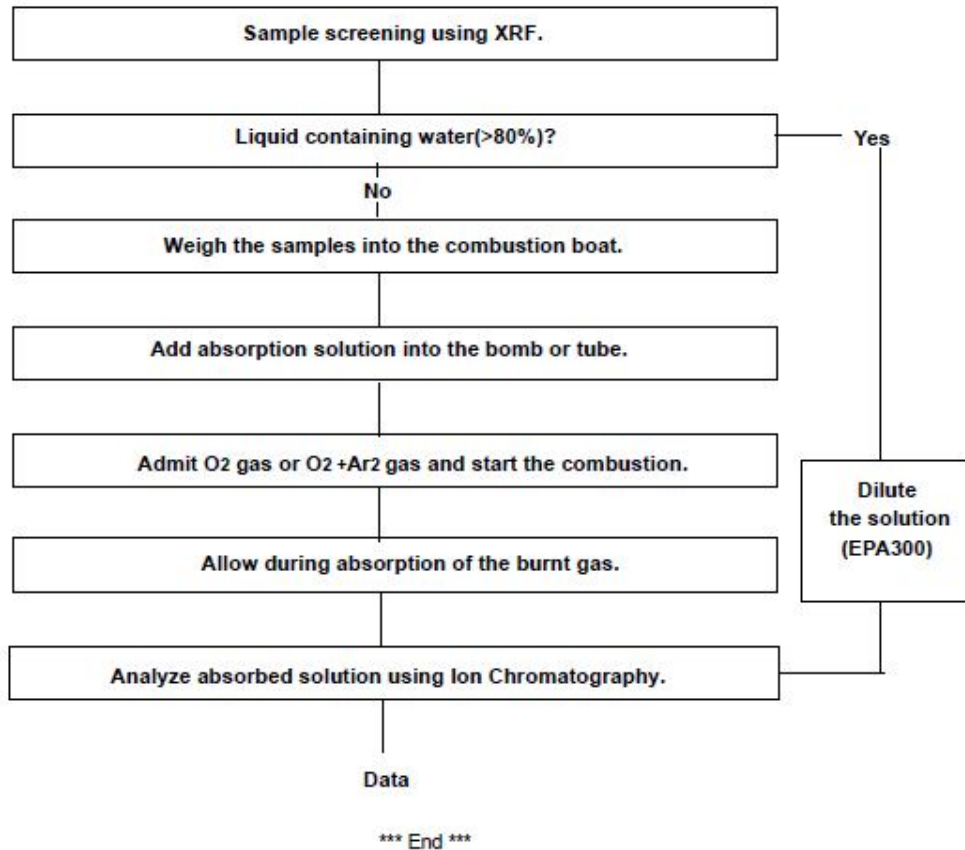 Sample screening using XRF.
Liquid containing water(>80%)?
Yes
No
Weigh the samples into the combustion boat.
Add absorption solution into the bomb or tube.
Admit O2 gas or O2 +Ar2 gas and start the combustion.
Dilute
the solution
(EPA300)
Allow during absorption of the burnt gas.
Analyze absorbed solution using Ion Chromatography.
Data
*** End ***